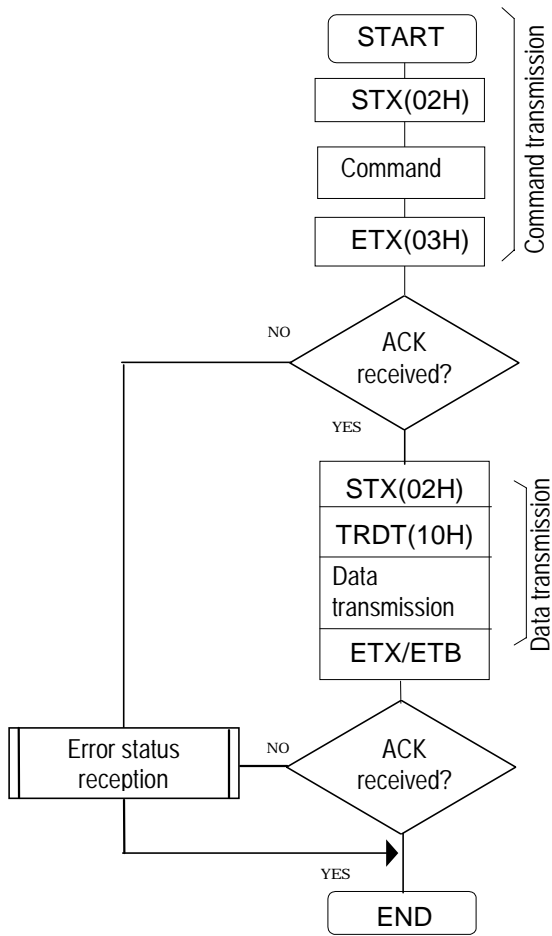 START
STX(02H)
Command
ETX(03H)
Command transmission
ACK
received?
NO
YES
STX(02H)
TRDT(10H)
Data
transmission
ETX/ETB
Data transmission
ACK
received?
NO
Error status
reception
YES
END